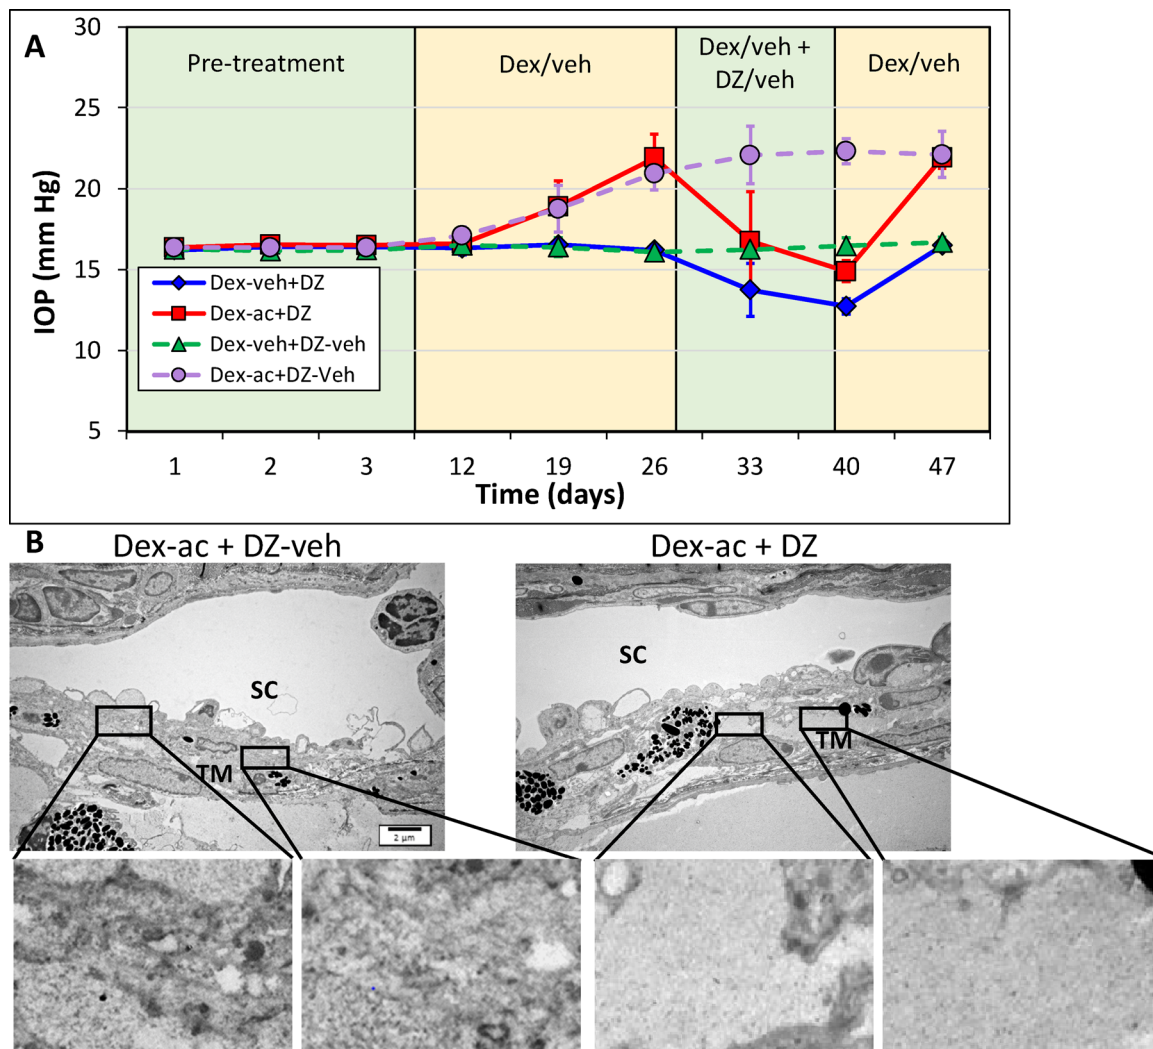 A
Pre-treatment
Dex/veh
Dex/veh +
DZ/veh
Dex/veh
30
25
20
15
10
5
IOP (mm Hg)
Dex-veh+DZ
Dex-ac+DZ
Dex-veh+DZ-veh
Dex-ac+DZ-Veh
1 2 3 12 19 26 33 40 47
Time (days)
B
Dex-ac + DZ-veh
Dex-ac + DZ
SC
TM
2 µm
SC
TM